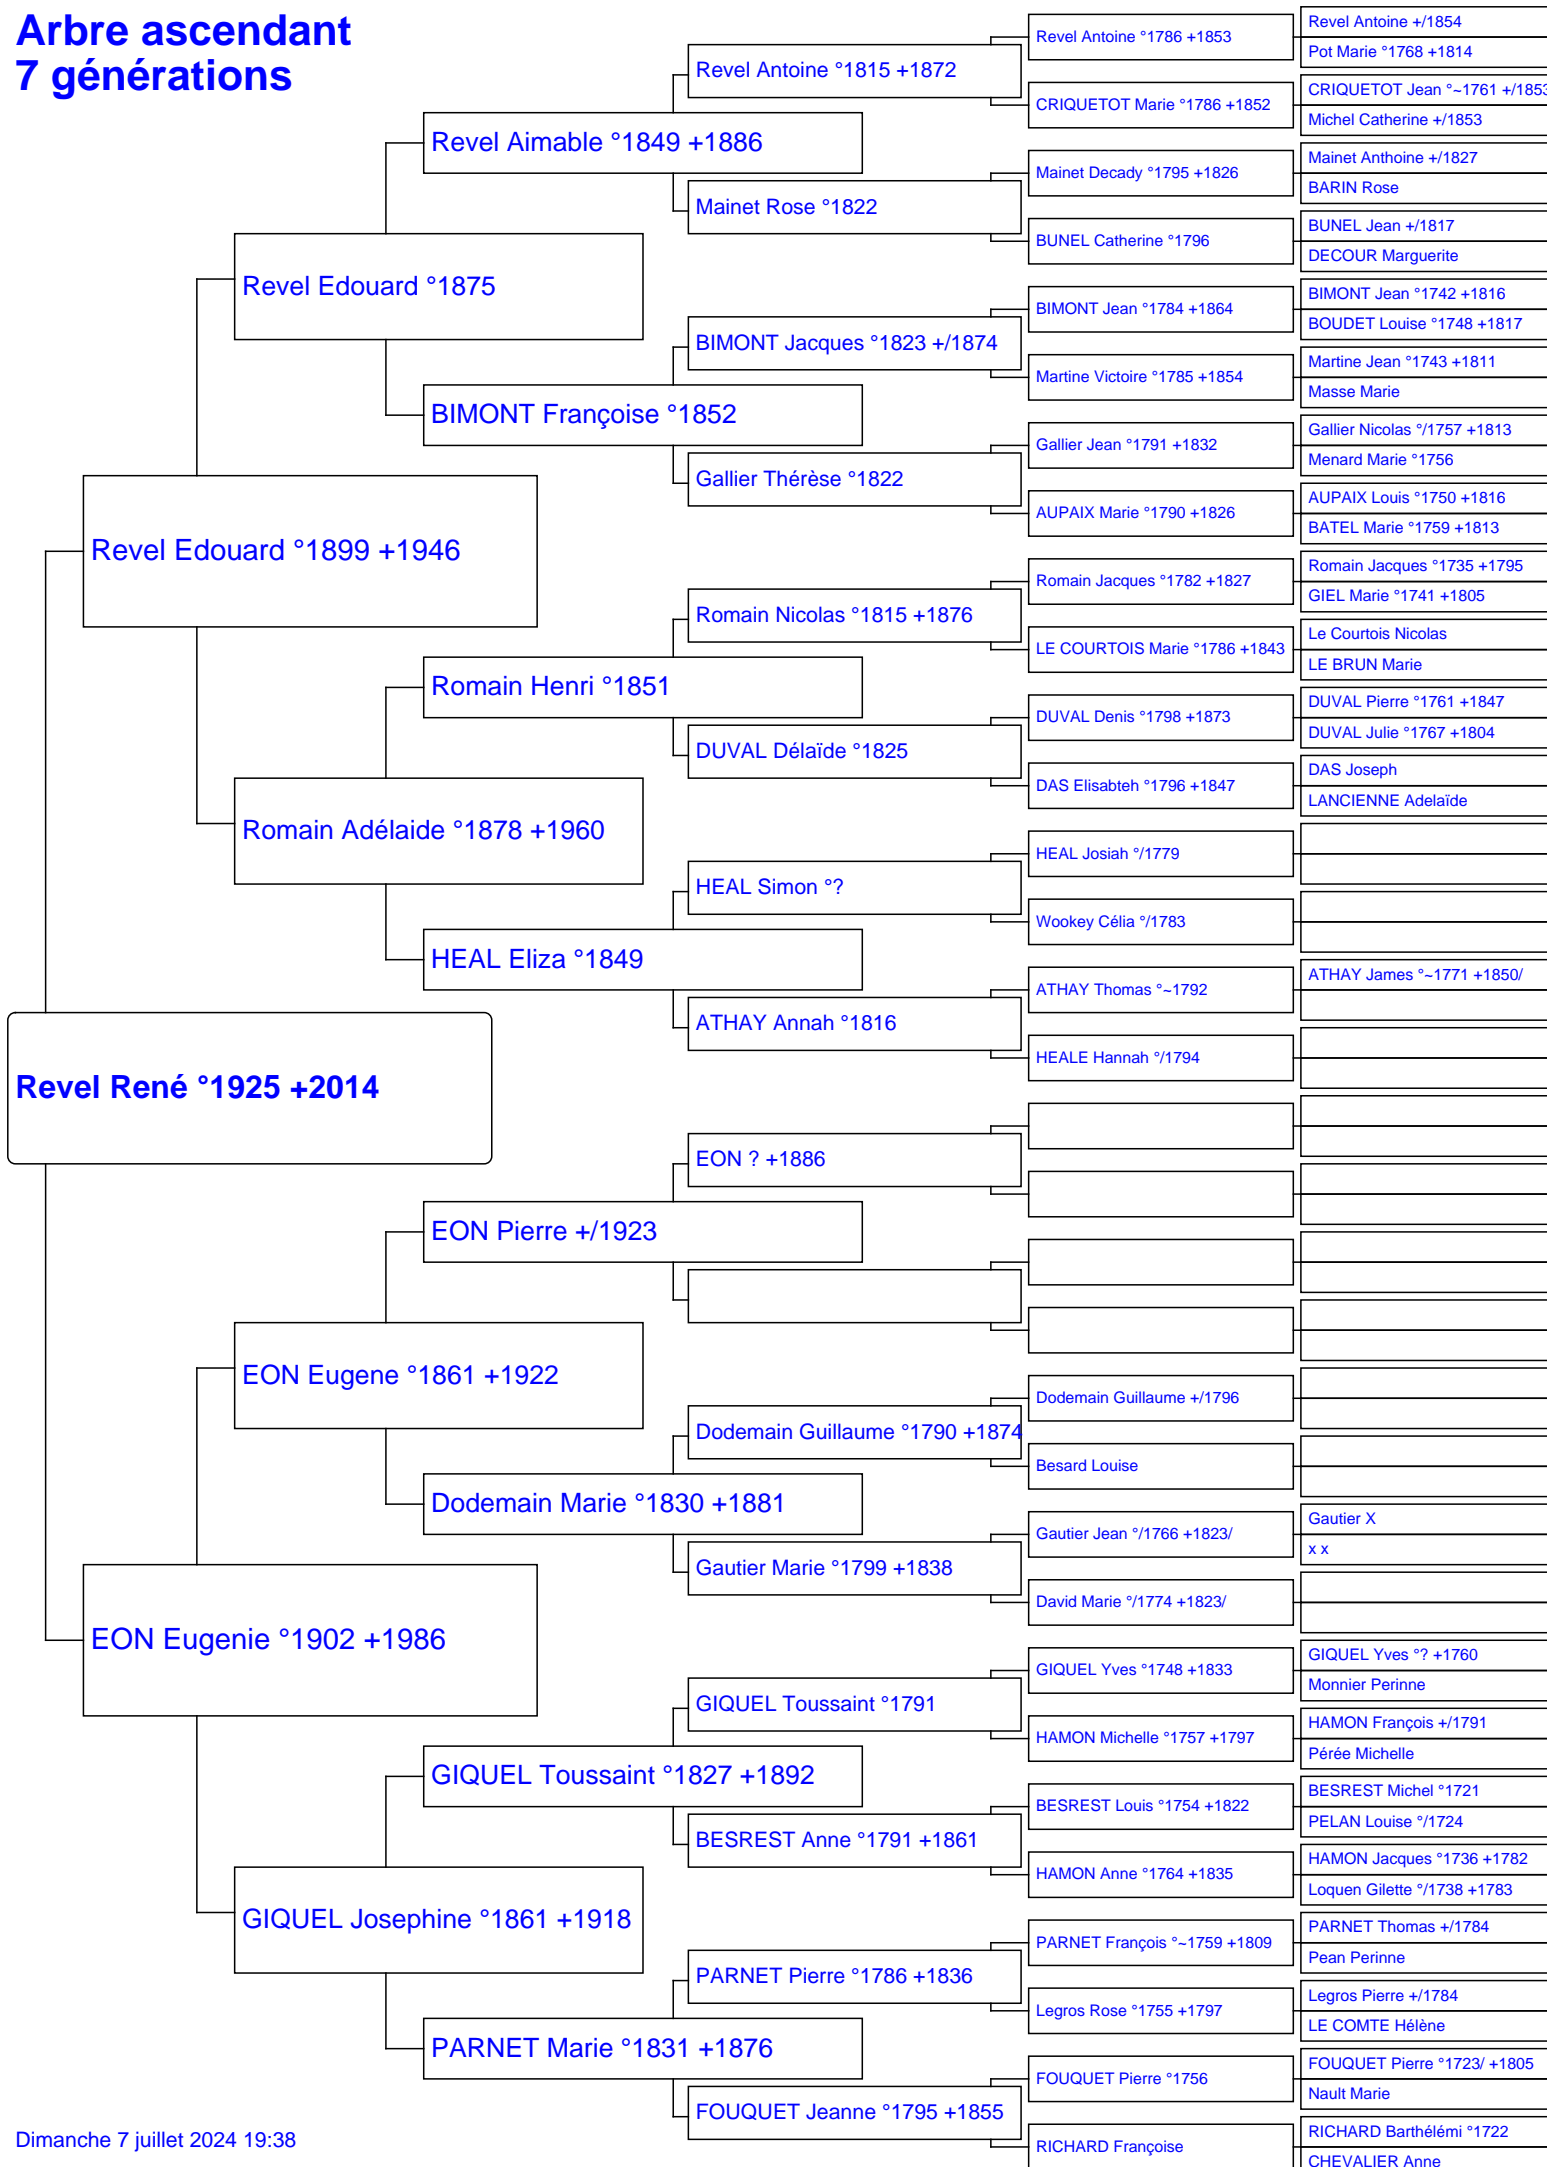 Arbre ascendant
7 générations
Revel René °1925 +2014
Revel Edouard °1899 +1946
EON Eugenie °1902 +1986
Revel Edouard °1875
Romain Adélaide °1878 +1960
EON Eugene °1861 +1922
GIQUEL Josephine °1861 +1918
Revel Aimable °1849 +1886
BIMONT Françoise °1852
Romain Henri °1851
HEAL Eliza °1849
EON Pierre +/1923
Dodemain Marie °1830 +1881
GIQUEL Toussaint °1827 +1892
PARNET Marie °1831 +1876
Revel Antoine °1815 +1872
Mainet Rose °1822
BIMONT Jacques °1823 +/1874
Gallier Thérèse °1822
Romain Nicolas °1815 +1876
DUVAL Délaïde °1825
HEAL Simon °?
ATHAY Annah °1816
EON ? +1886
Dodemain Guillaume °1790 +1874
Gautier Marie °1799 +1838
GIQUEL Toussaint °1791
BESREST Anne °1791 +1861
PARNET Pierre °1786 +1836
FOUQUET Jeanne °1795 +1855
Revel Antoine °1786 +1853
CRIQUETOT Marie °1786 +1852
Mainet Decady °1795 +1826
BUNEL Catherine °1796
BIMONT Jean °1784 +1864
Martine Victoire °1785 +1854
Gallier Jean °1791 +1832
AUPAIX Marie °1790 +1826
Romain Jacques °1782 +1827
LE COURTOIS Marie °1786 +1843
DUVAL Denis °1798 +1873
DAS Elisabteh °1796 +1847
HEAL Josiah °/1779
Wookey Célia °/1783
ATHAY Thomas °~1792
HEALE Hannah °/1794
Dodemain Guillaume +/1796
Besard Louise
Gautier Jean °/1766 +1823/
David Marie °/1774 +1823/
GIQUEL Yves °1748 +1833
HAMON Michelle °1757 +1797
BESREST Louis °1754 +1822
HAMON Anne °1764 +1835
PARNET François °~1759 +1809
Legros Rose °1755 +1797
FOUQUET Pierre °1756
RICHARD Françoise
Revel Antoine +/1854
Pot Marie °1768 +1814
CRIQUETOT Jean °~1761 +/1853
Michel Catherine +/1853
Mainet Anthoine +/1827
BARIN Rose
BUNEL Jean +/1817
DECOUR Marguerite
BIMONT Jean °1742 +1816
BOUDET Louise °1748 +1817
Martine Jean °1743 +1811
Masse Marie
Gallier Nicolas °/1757 +1813
Menard Marie °1756
AUPAIX Louis °1750 +1816
BATEL Marie °1759 +1813
Romain Jacques °1735 +1795
GIEL Marie °1741 +1805
Le Courtois Nicolas
LE BRUN Marie
DUVAL Pierre °1761 +1847
DUVAL Julie °1767 +1804
DAS Joseph
LANCIENNE Adelaïde
ATHAY James °~1771 +1850/
Gautier X
x x
GIQUEL Yves °? +1760
Monnier Perinne
HAMON François +/1791
Pérée Michelle
BESREST Michel °1721
PELAN Louise °/1724
HAMON Jacques °1736 +1782
Loquen Gilette °/1738 +1783
PARNET Thomas +/1784
Pean Perinne
Legros Pierre +/1784
LE COMTE Hélène
FOUQUET Pierre °1723/ +1805
Nault Marie
RICHARD Barthélémi °1722
CHEVALIER Anne
Dimanche 7 juillet 2024 19:38